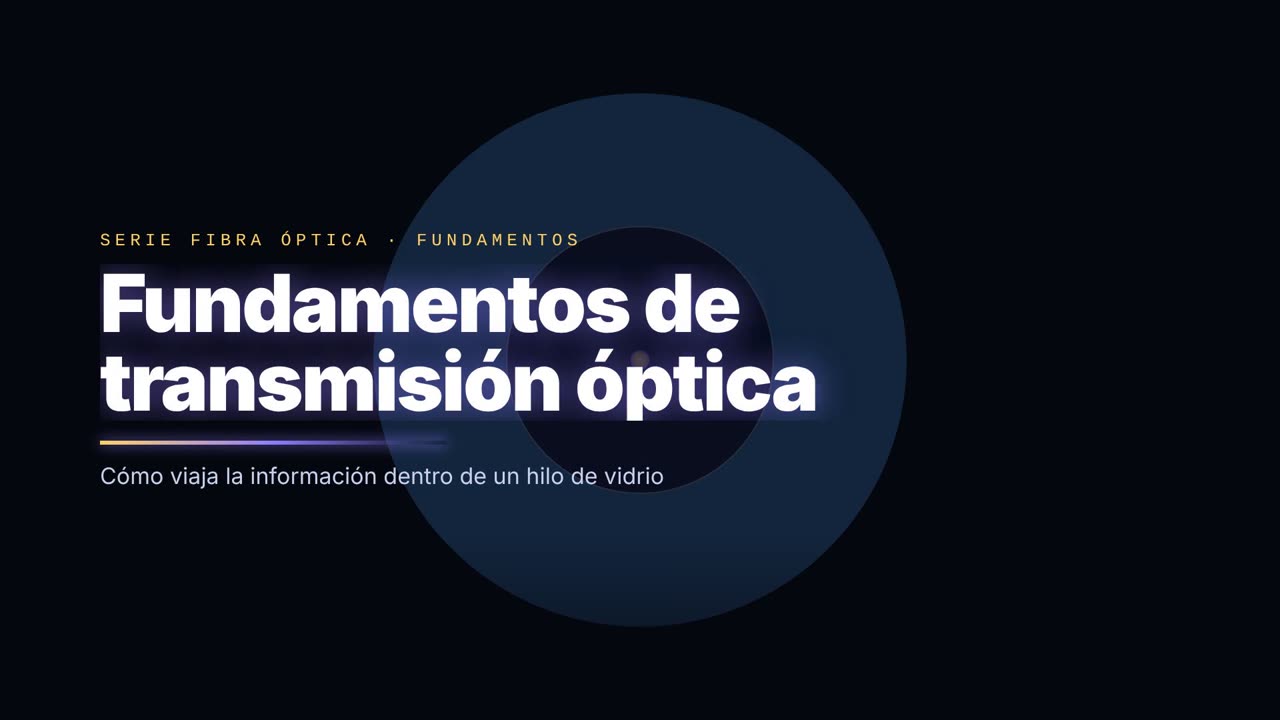 SERIE FIBRA ÓPTICA · FUNDAMENTOS
Fundamentos de
transmisión óptica
Cómo viaja la información dentro de un hilo de vidrio